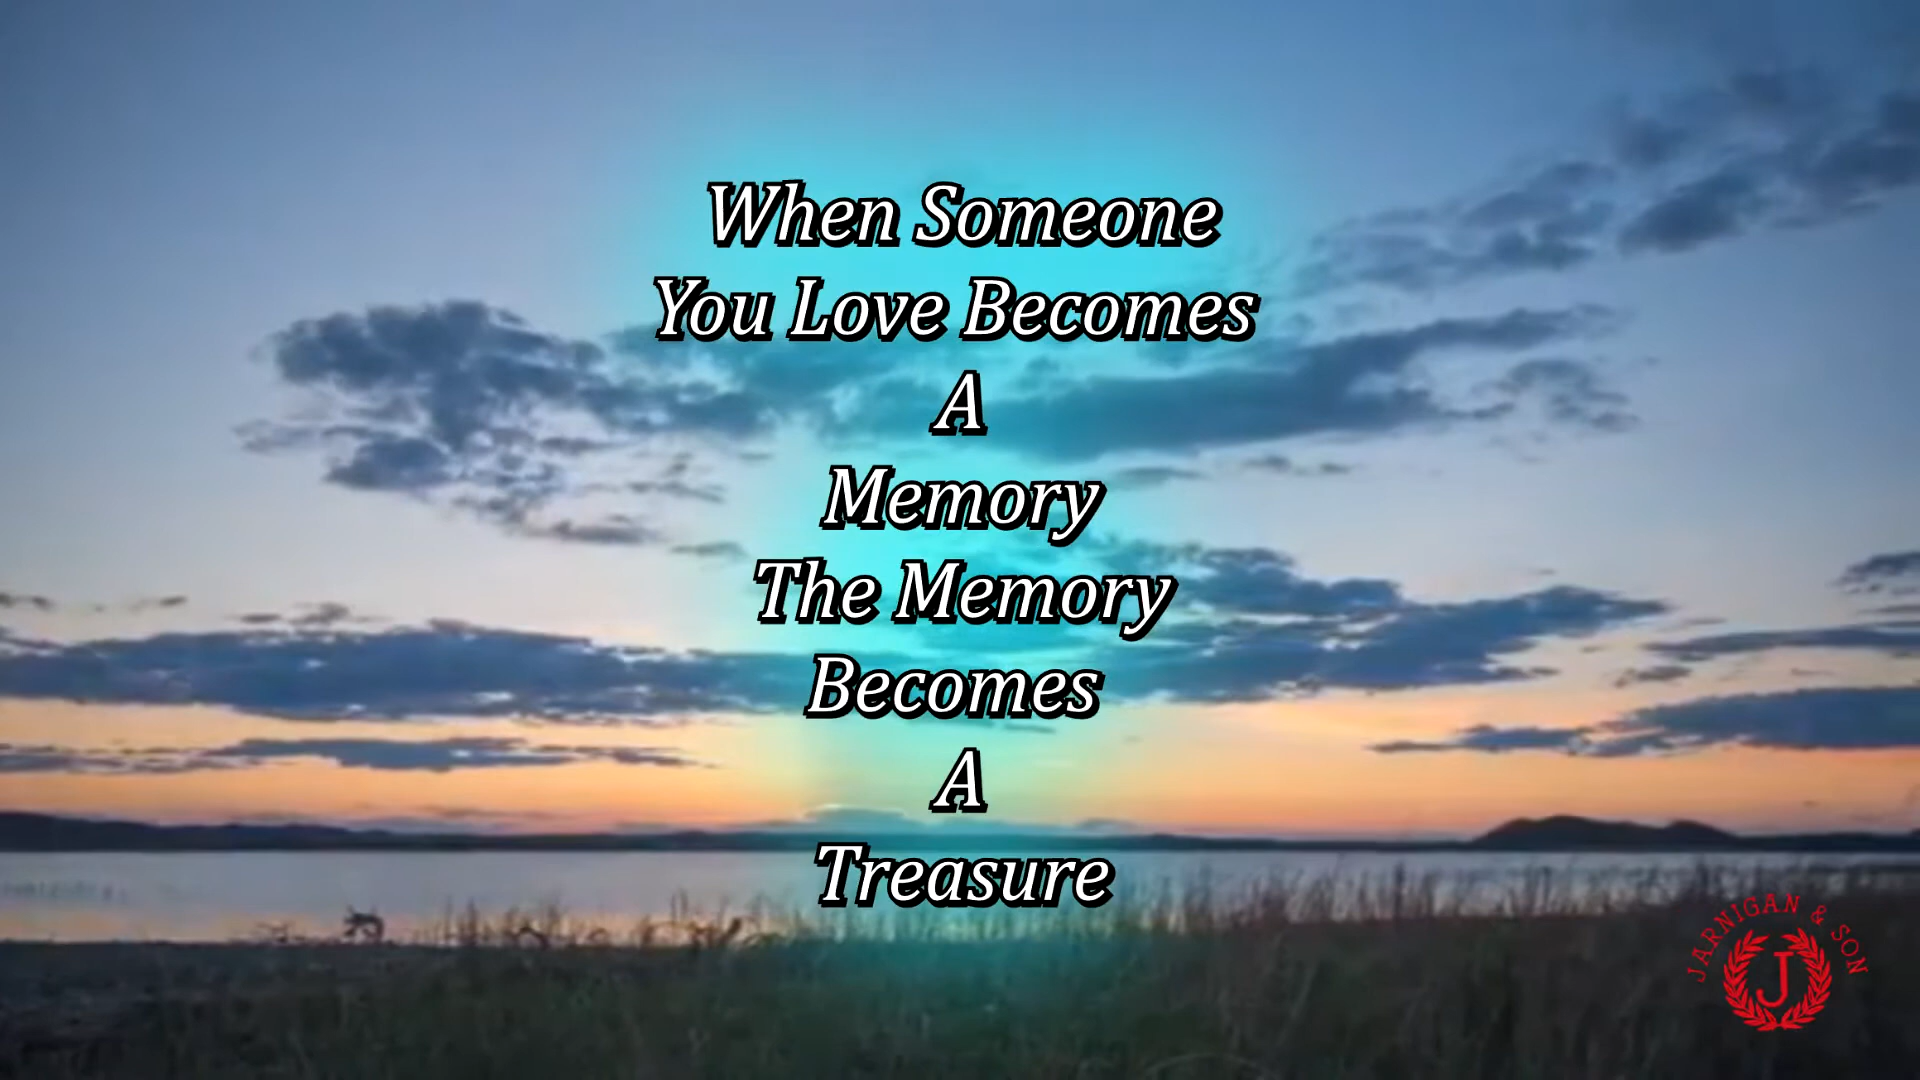 When Someone
You Love Becomes
A
Memory
The Memory
Becomes
A
Treasure
JARNIGAN & SON
J